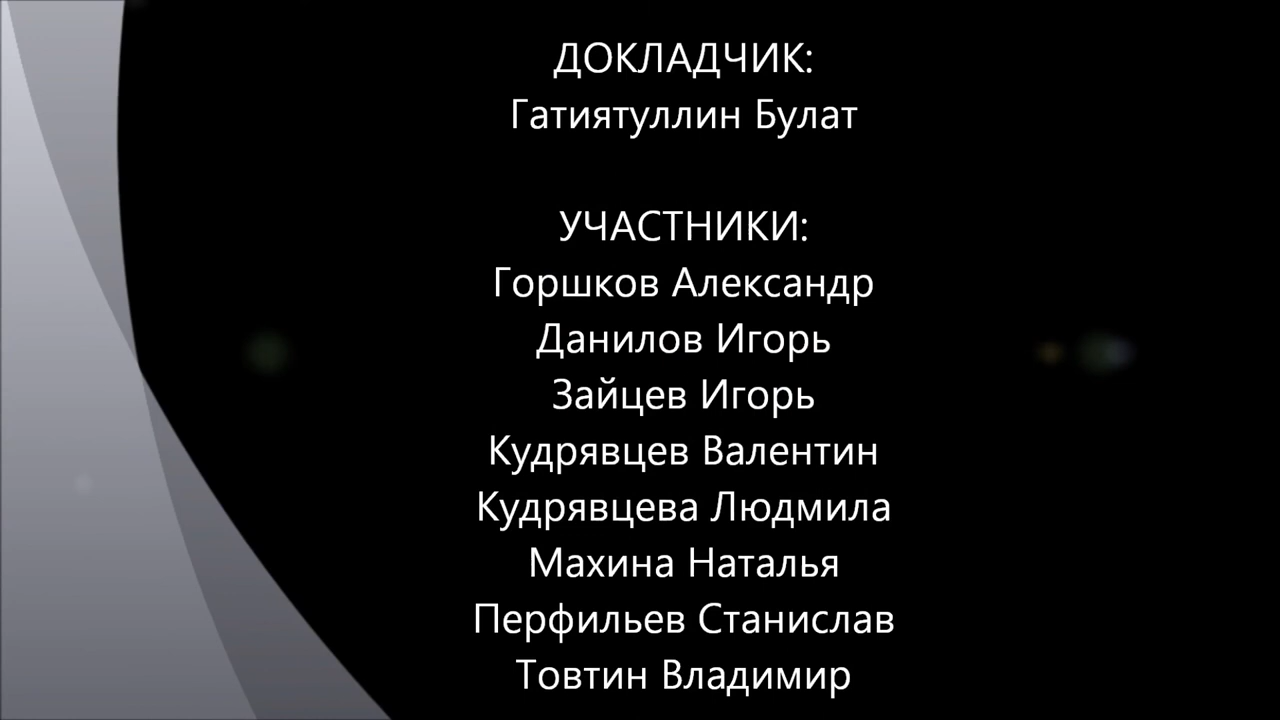 ДОКЛАДЧИК:
Гатиятуллин Булат
УЧАСТНИКИ:
Горшков Александр
Данилов Игорь
Зайцев Игорь
Кудрявцев Валентин
Кудрявцева Людмила
Махина Наталья
Перфильев Станислав
Товтин Владимир